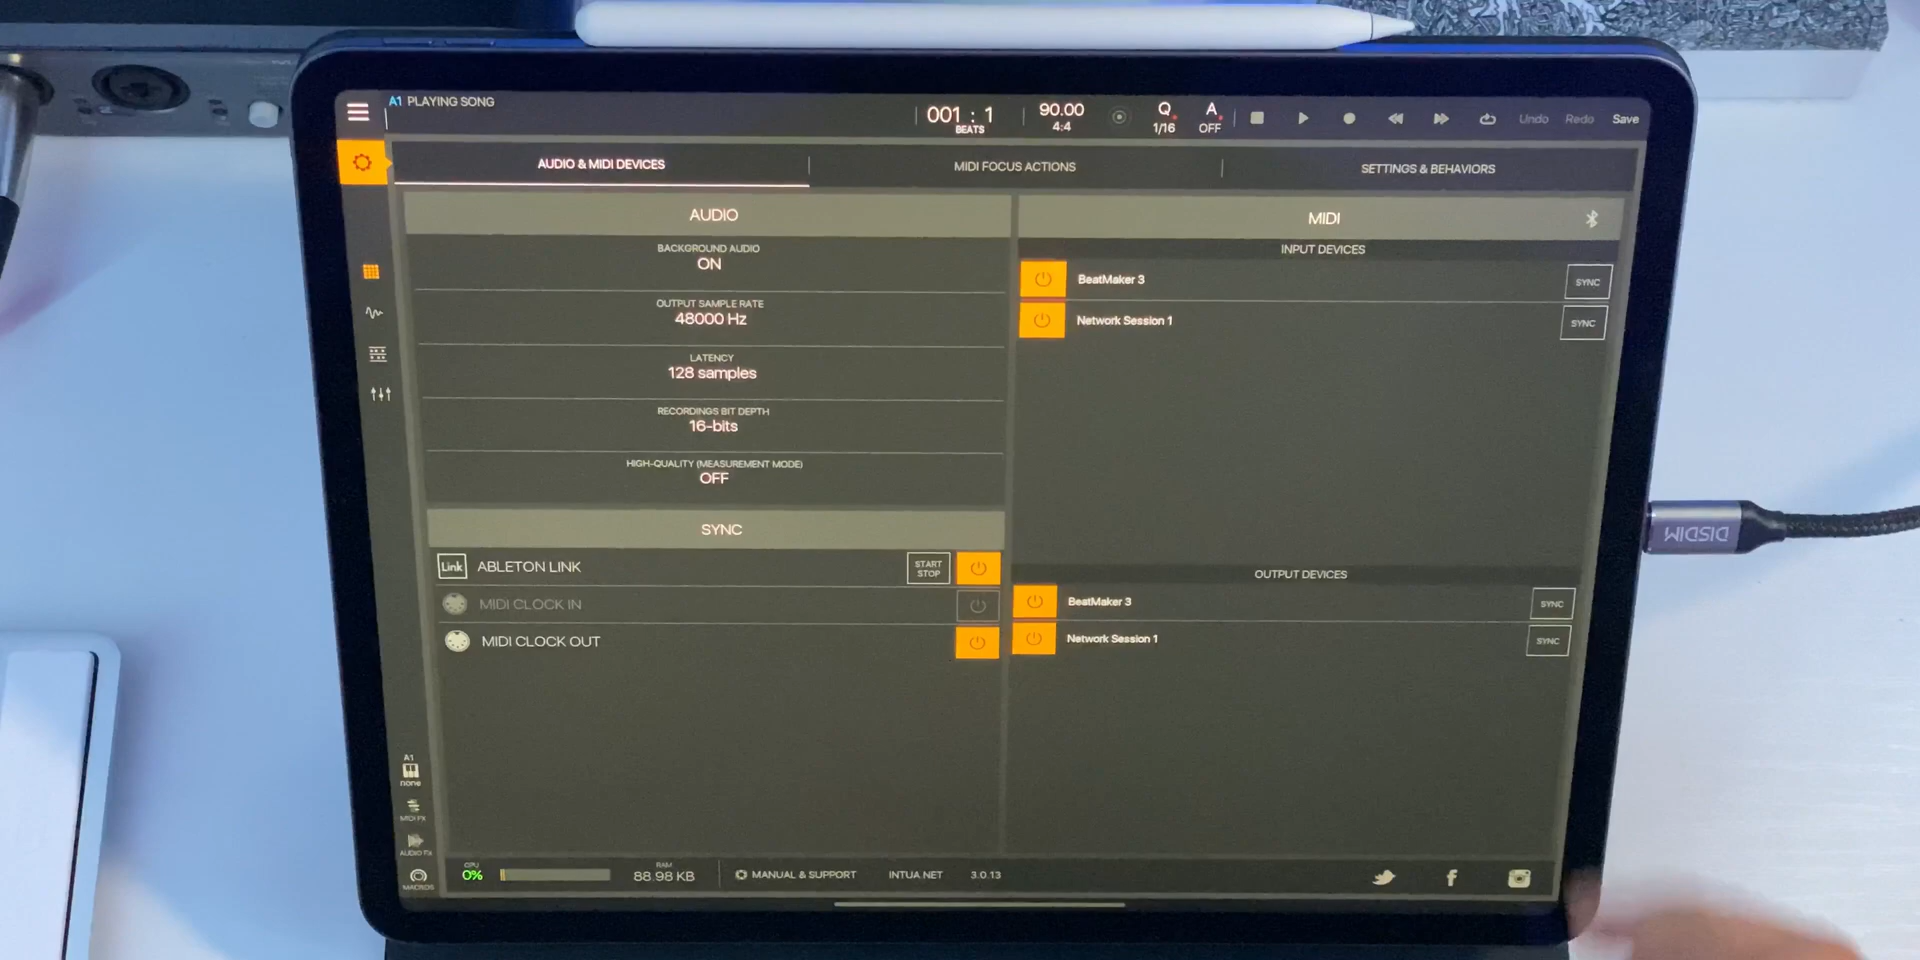 A1 PLAYING SONG
001 : 1
BEATS
90.00
4:4
Q
1/16
A
OFF
Undo
Redo
Save
AUDIO & MIDI DEVICES
MIDI FOCUS ACTIONS
SETTINGS & BEHAVIORS
AUDIO
BACKGROUND AUDIO
ON
OUTPUT SAMPLE RATE
48000 Hz
LATENCY
128 samples
RECORDINGS BIT DEPTH
16-bits
HIGH-QUALITY (MEASUREMENT MODE)
OFF
SYNC
Link ABLETON LINK
START
STOP
MIDI CLOCK IN
MIDI CLOCK OUT
MIDI
INPUT DEVICES
BeatMaker 3 SYNC
Network Session 1 SYNC
OUTPUT DEVICES
BeatMaker 3 SYNC
Network Session 1 SYNC
A1
none
MIDI FX
AUDIO FX
MACROS
CPU
0%
RAM
88.98 KB
MANUAL & SUPPORT
INTUA.NET
3.0.13
f
DISDIM